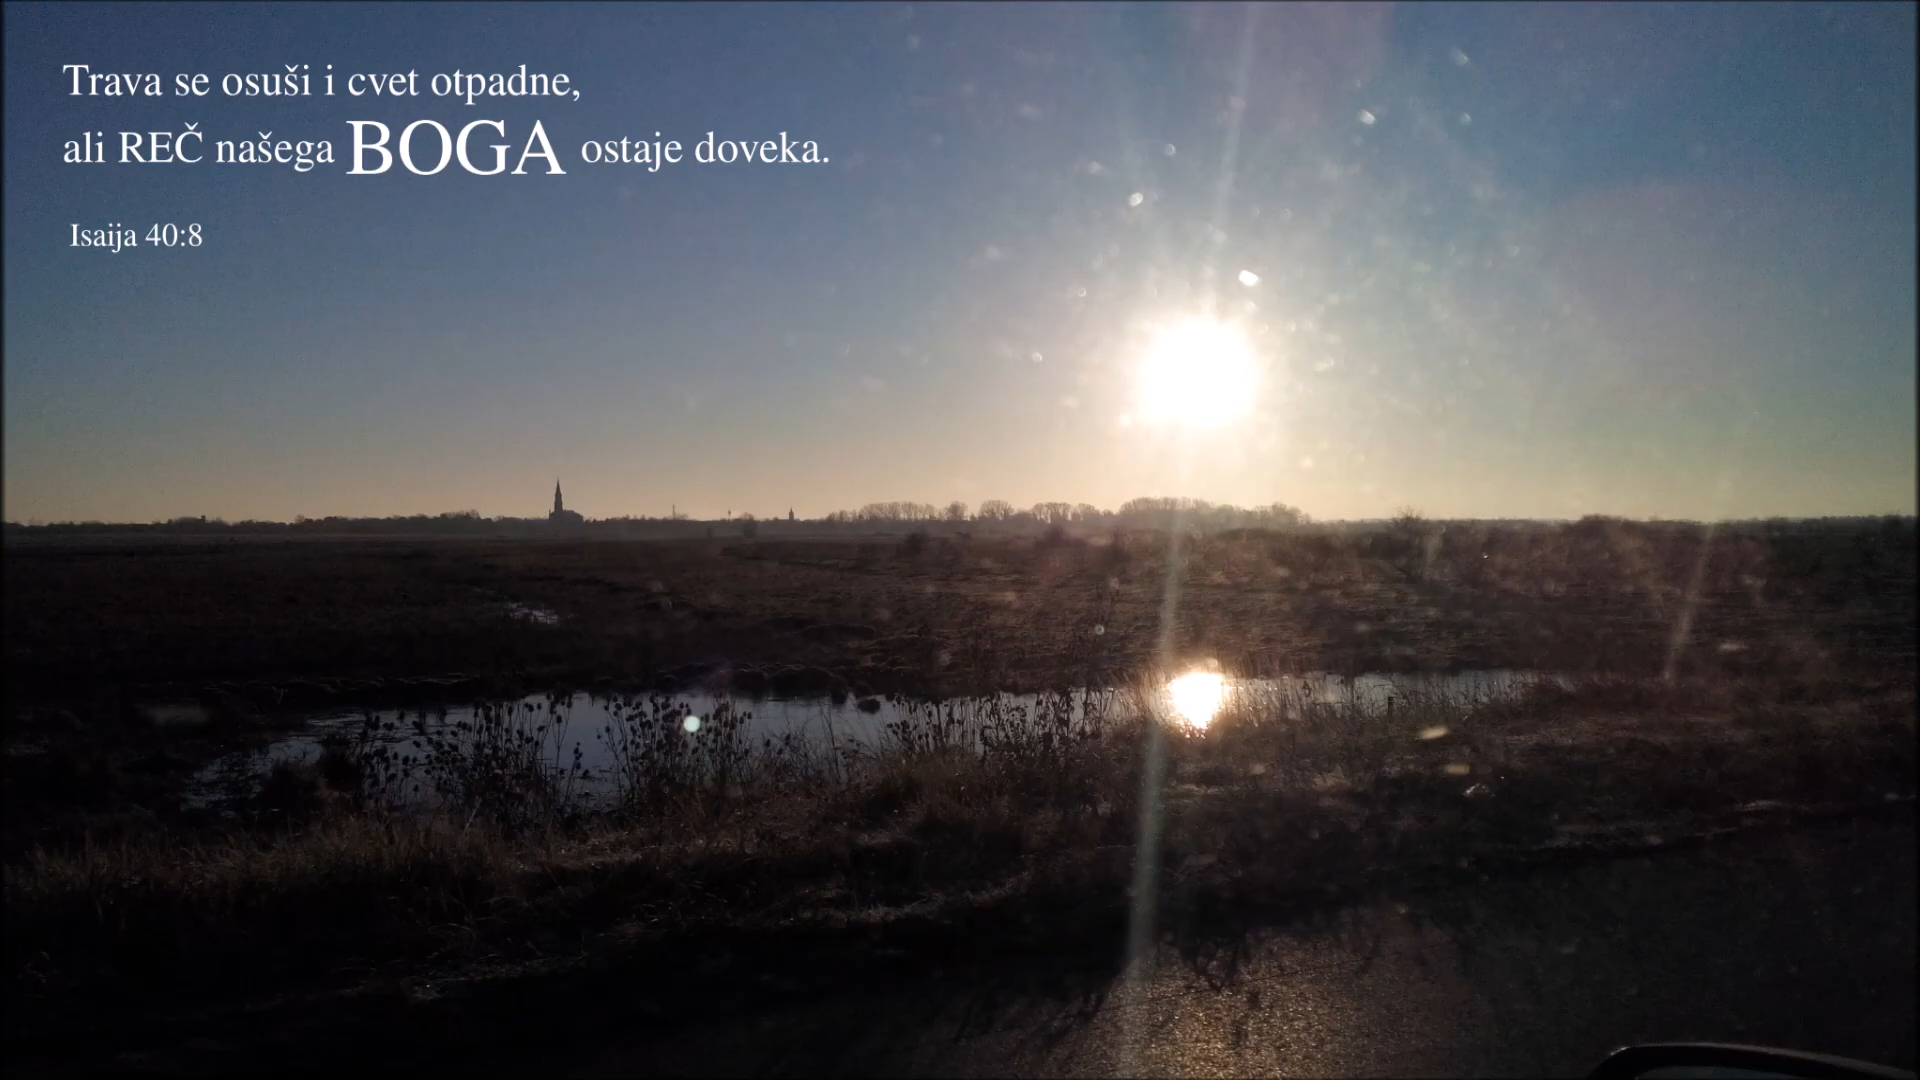 Trava se osuši i cvet otpadne,
ali REČ našega BOGA ostaje doveka.
Isaija 40:8